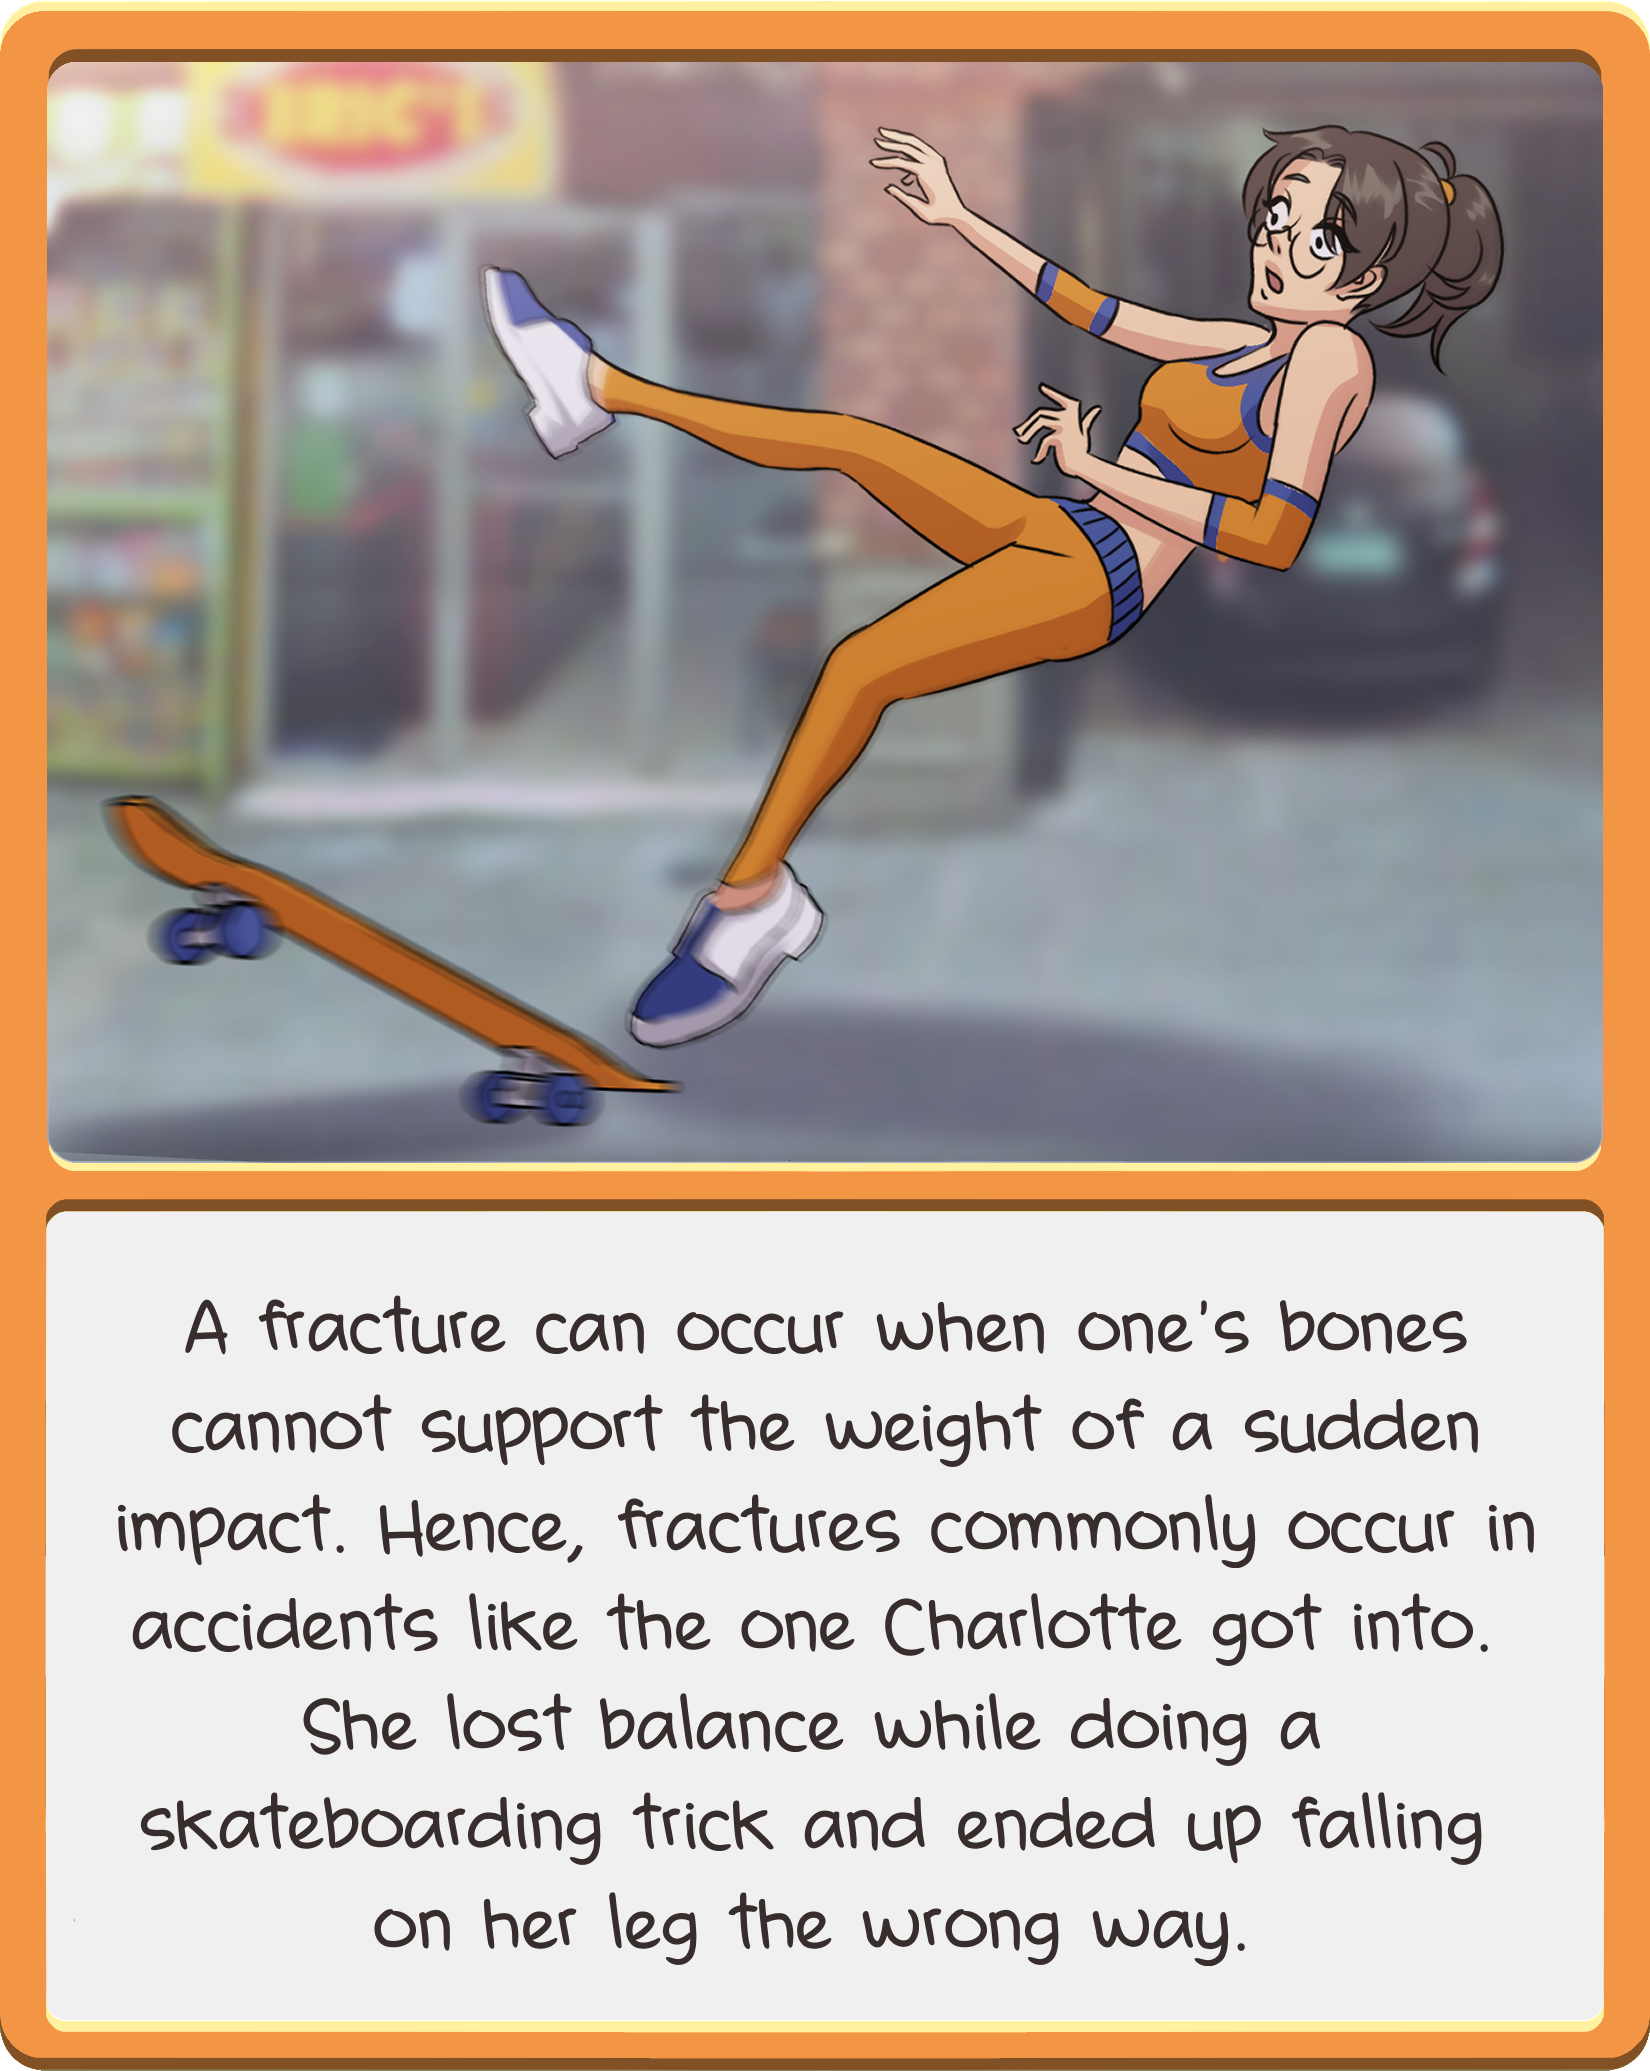 ERIC'S
A fracture can occur when one's bones
cannot support the weight of a sudden
impact. Hence, fractures commonly occur in
accidents like the one Charlotte got into.
She lost balance while doing a
skateboarding trick and ended up falling
on her leg the wrong way.